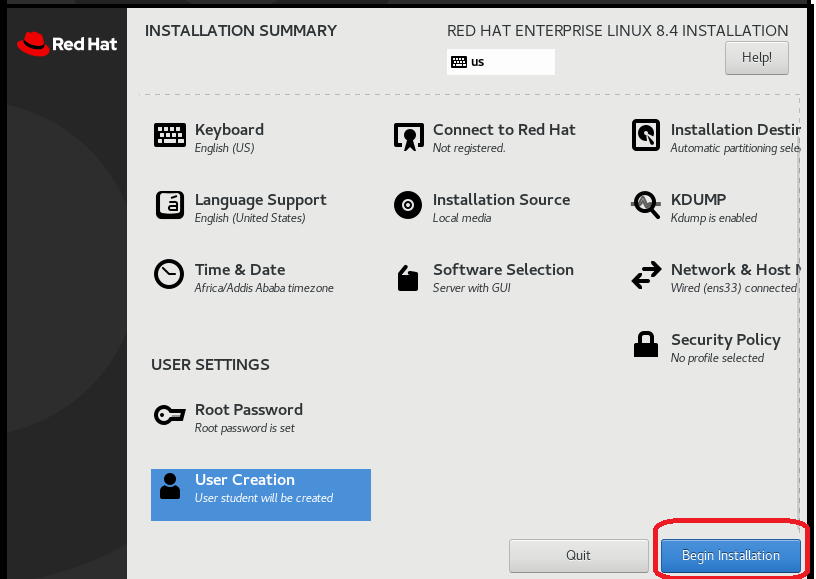 Red Hat
INSTALLATION SUMMARY
RED HAT ENTERPRISE LINUX 8.4 INSTALLATION
us
Help!
Keyboard
English (US)
Connect to Red Hat
Not registered.
Installation Destin
Automatic partitioning sele
Language Support
English (United States)
Installation Source
Local media
KDUMP
Kdump is enabled
Time & Date
Africa/Addis Ababa timezone
Software Selection
Server with GUI
Network & Host N
Wired (ens33) connected
Security Policy
No profile selected
USER SETTINGS
Root Password
Root password is set
User Creation
User student will be created
Quit
Begin Installation